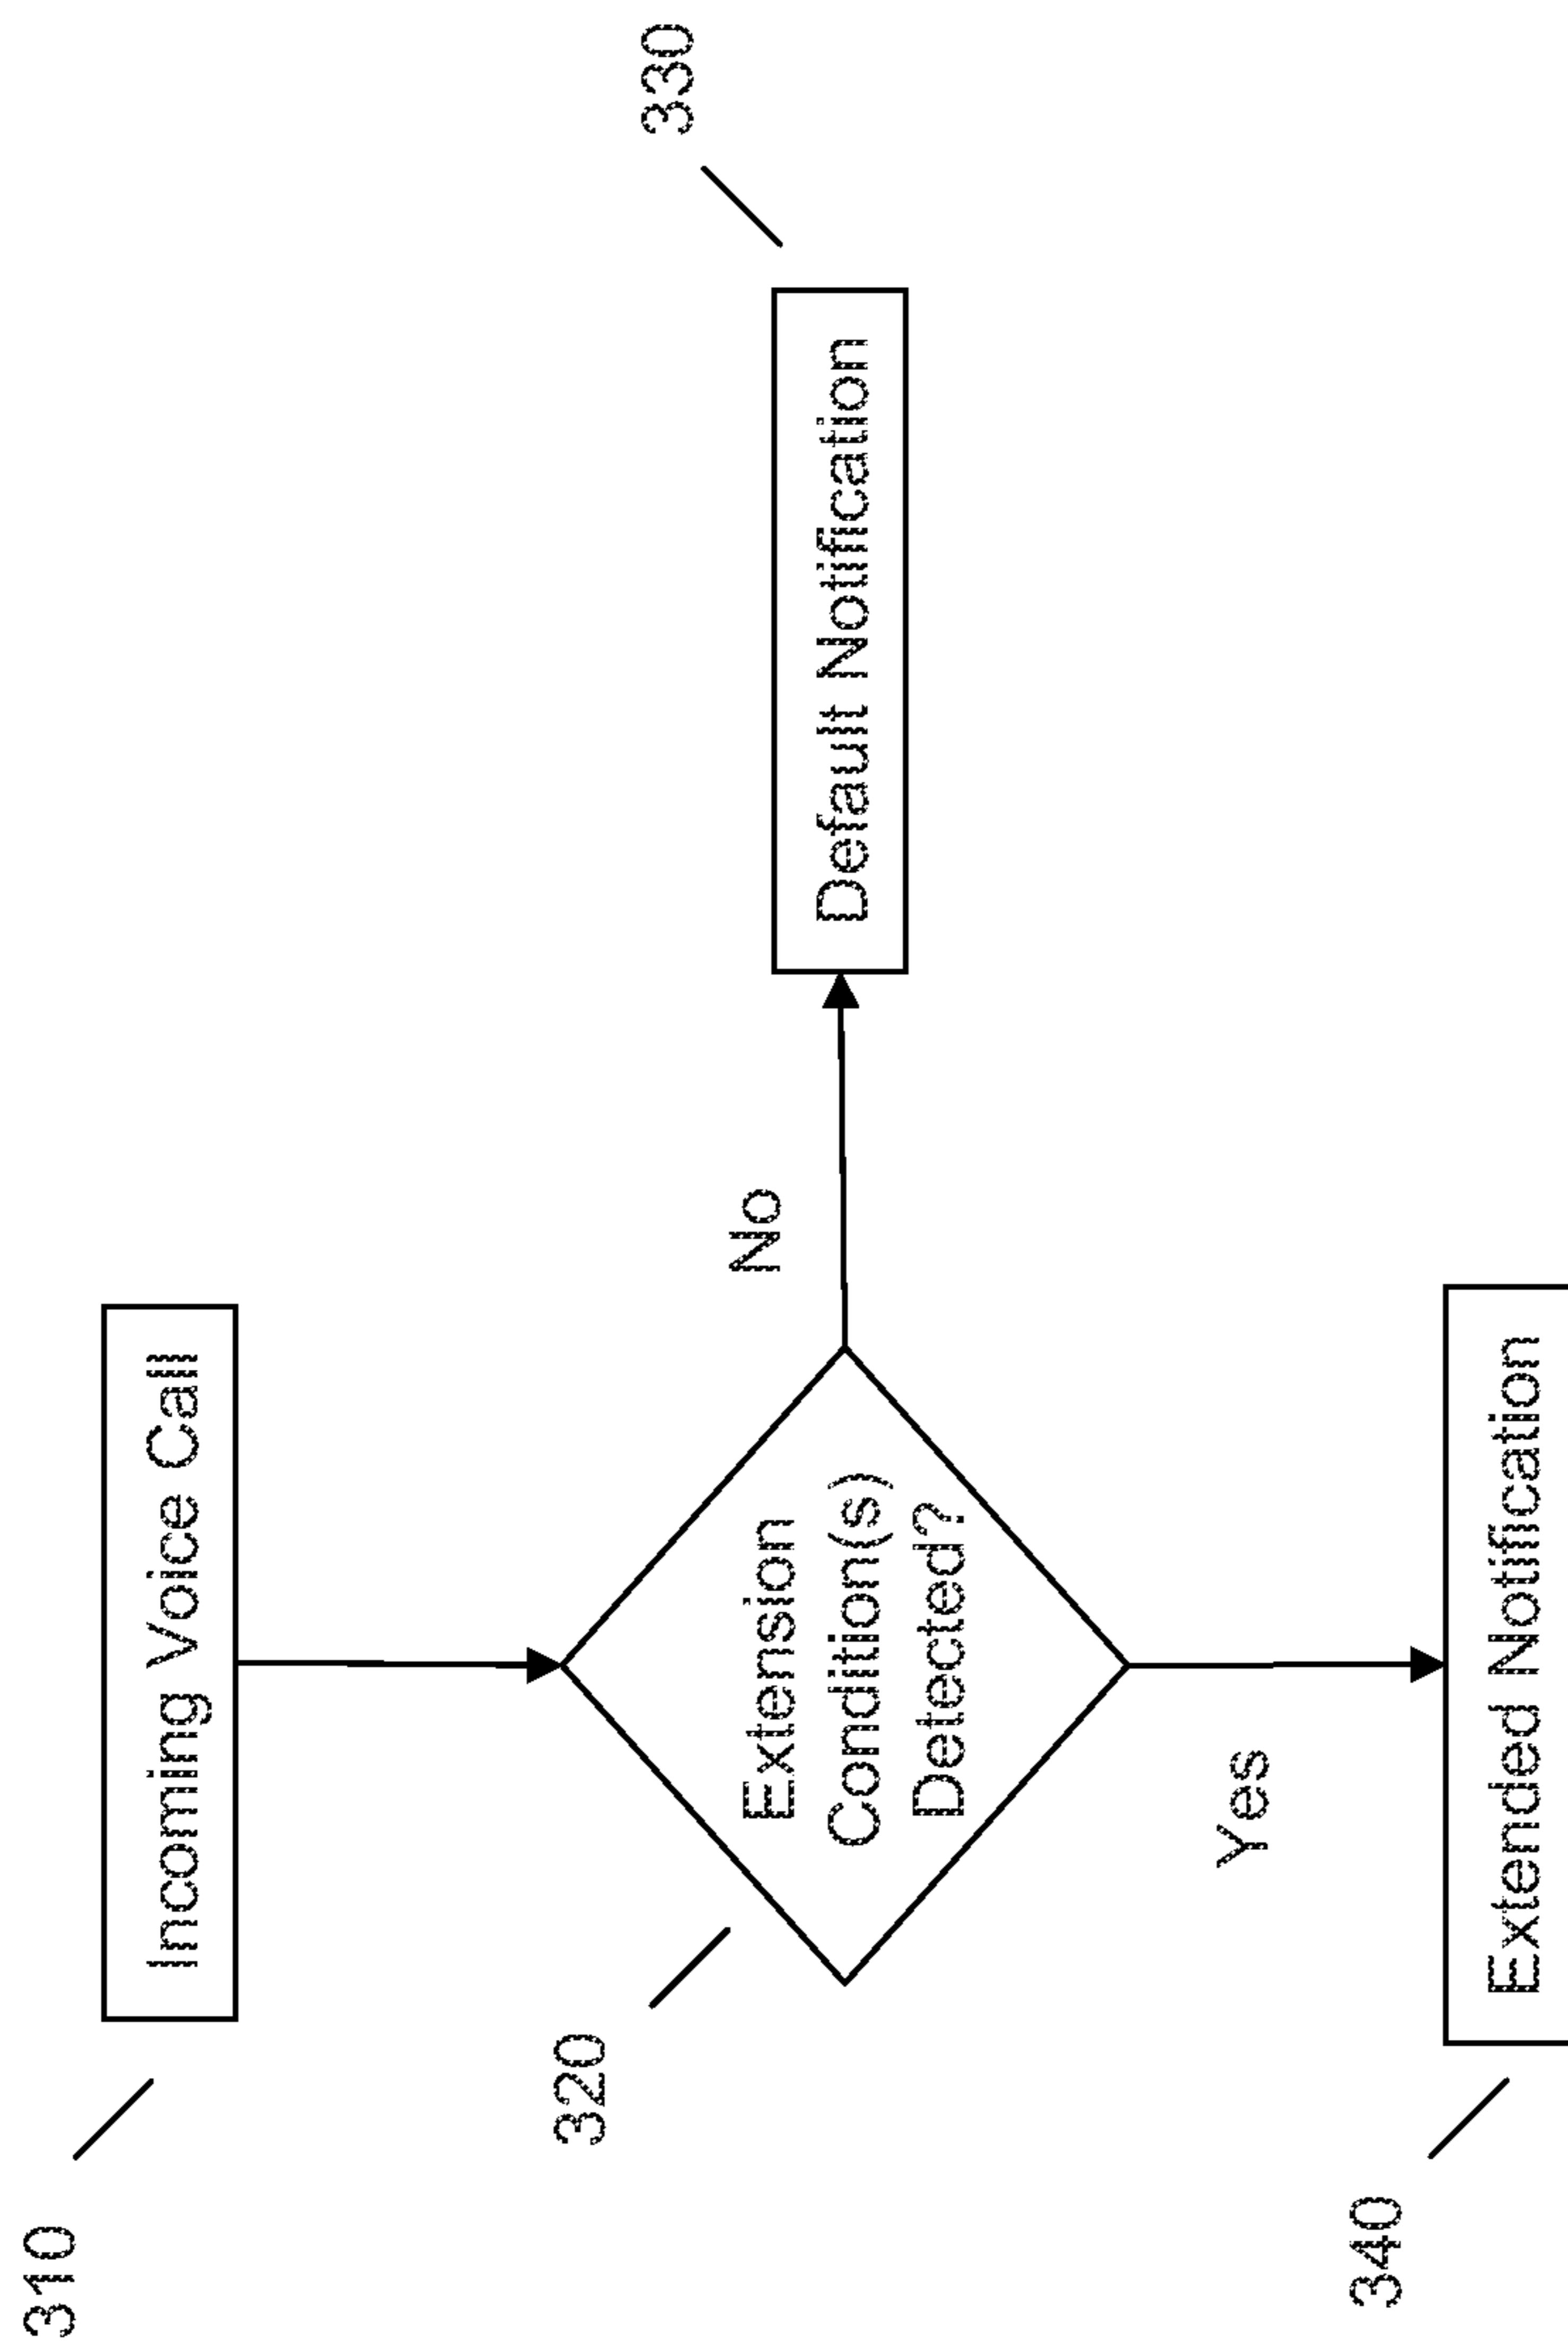 310
Incoming Voice Call
320
Extension
Condition(s)
Detected?
No
Default Notification
330
Yes
340
Extended Notification